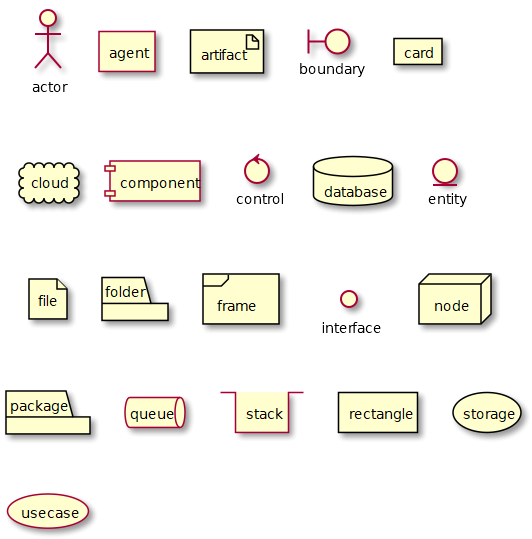 actor
agent
artifact
boundary
card
cloud
component
control
database
entity
file
folder
frame
interface
node
package
queue
stack
rectangle
storage
usecase